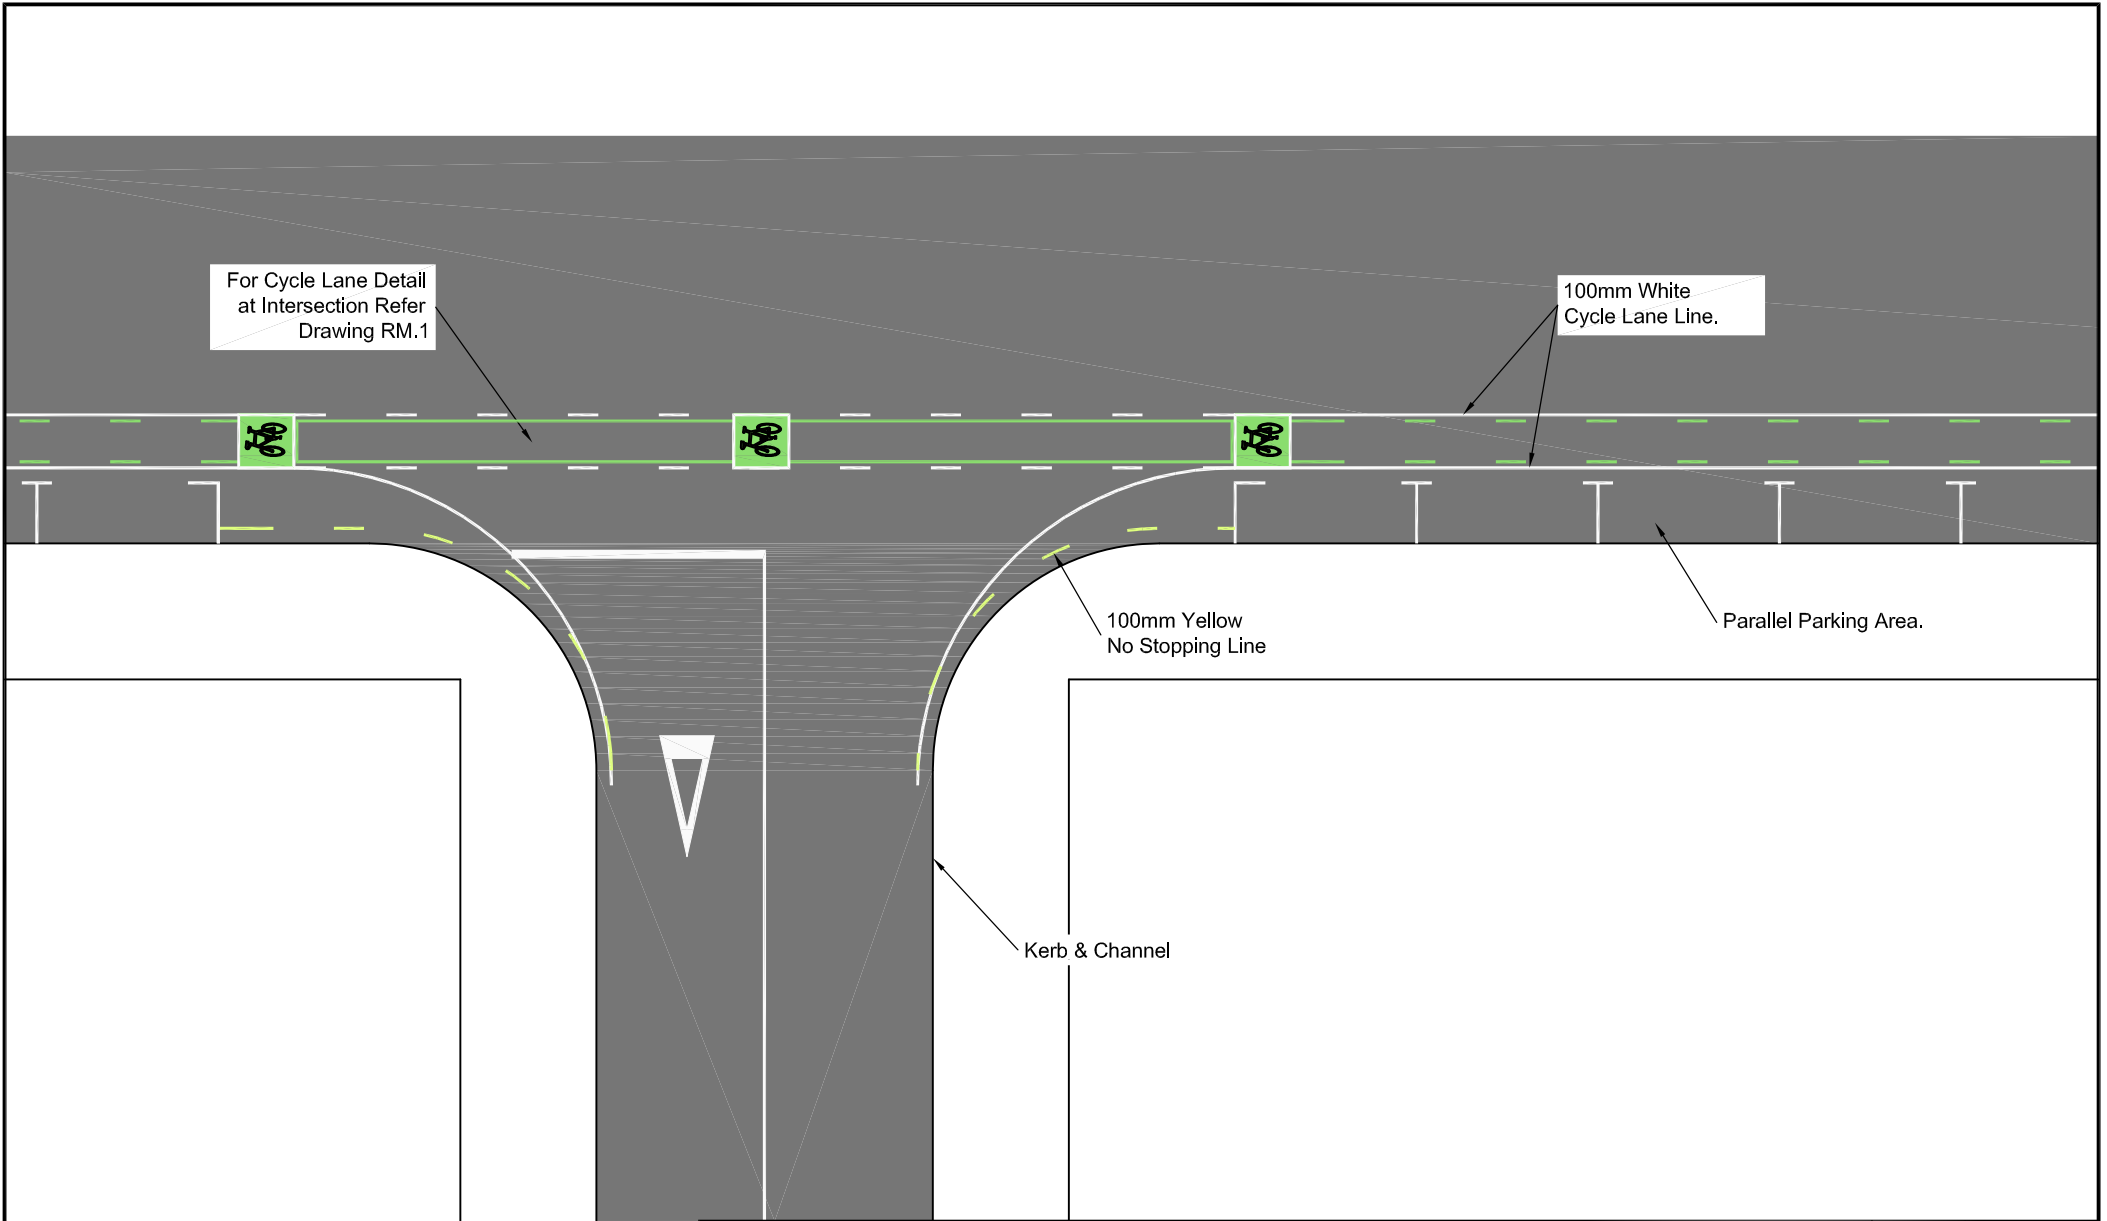 For Cycle Lane Detail
at Intersection Refer
Drawing RM.1
100mm White
Cycle Lane Line.
100mm Yellow
No Stopping Line
Parallel Parking Area.
Kerb & Channel